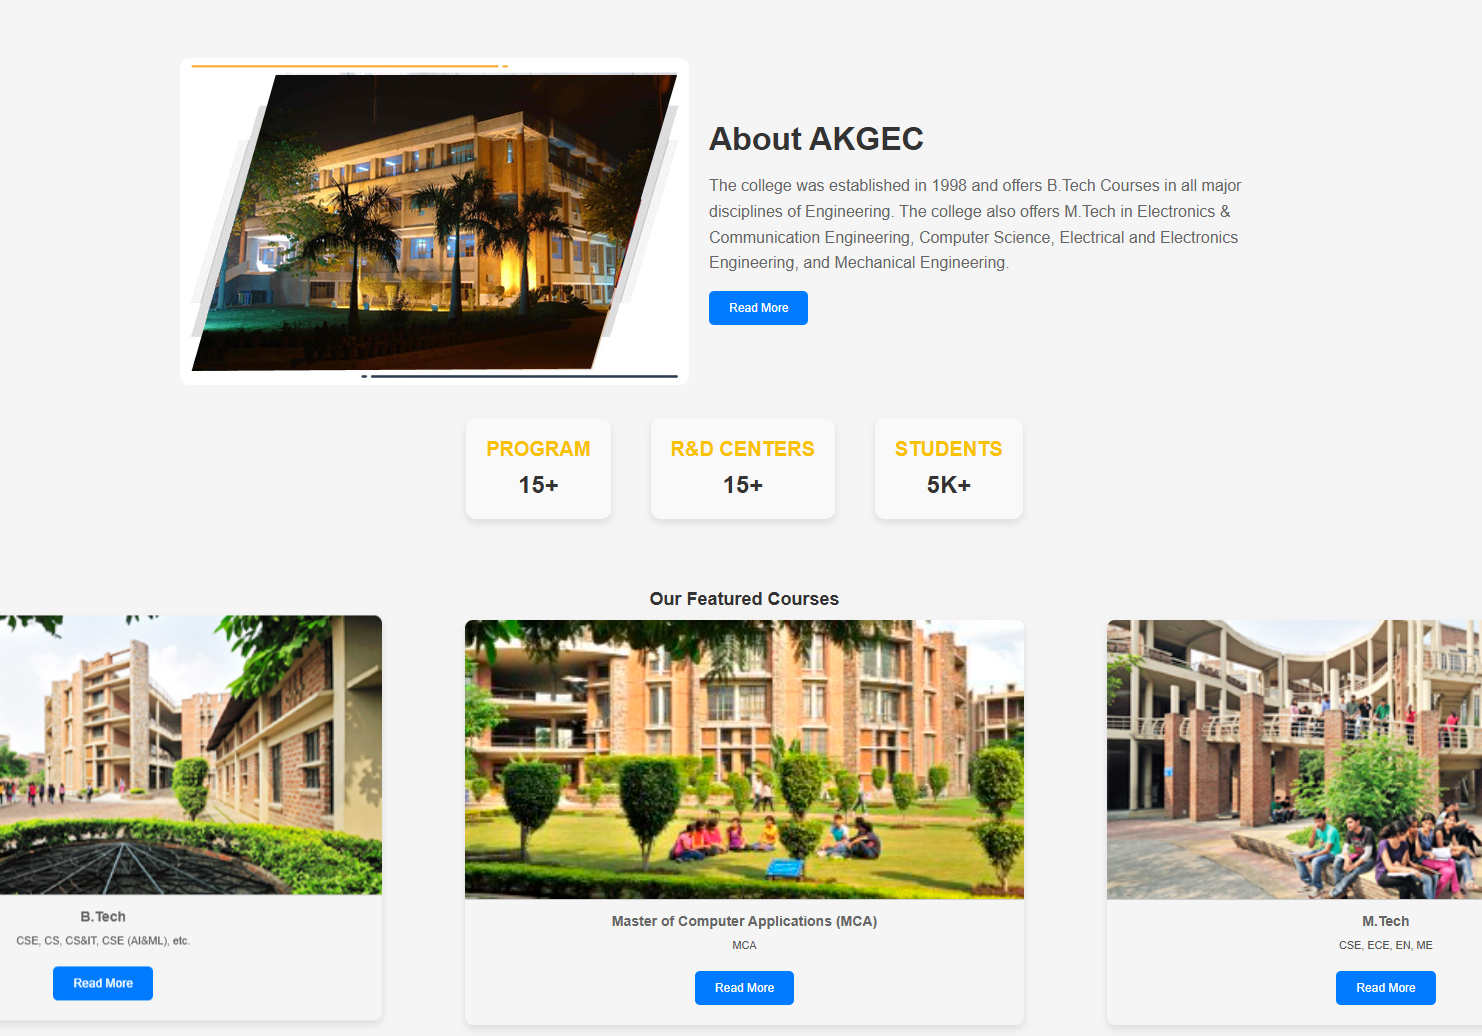 About AKGEC
The college was established in 1998 and offers B.Tech Courses in all major
disciplines of Engineering. The college also offers M.Tech in Electronics &
Communication Engineering, Computer Science, Electrical and Electronics
Engineering, and Mechanical Engineering.
Read More
PROGRAM
15+
R&D CENTERS
15+
STUDENTS
5K+
Our Featured Courses
B.Tech
CSE, CS, CS&IT, CSE (AI&ML), etc.
Read More
Master of Computer Applications (MCA)
MCA
Read More
M.Tech
CSE, ECE, EN, ME
Read More